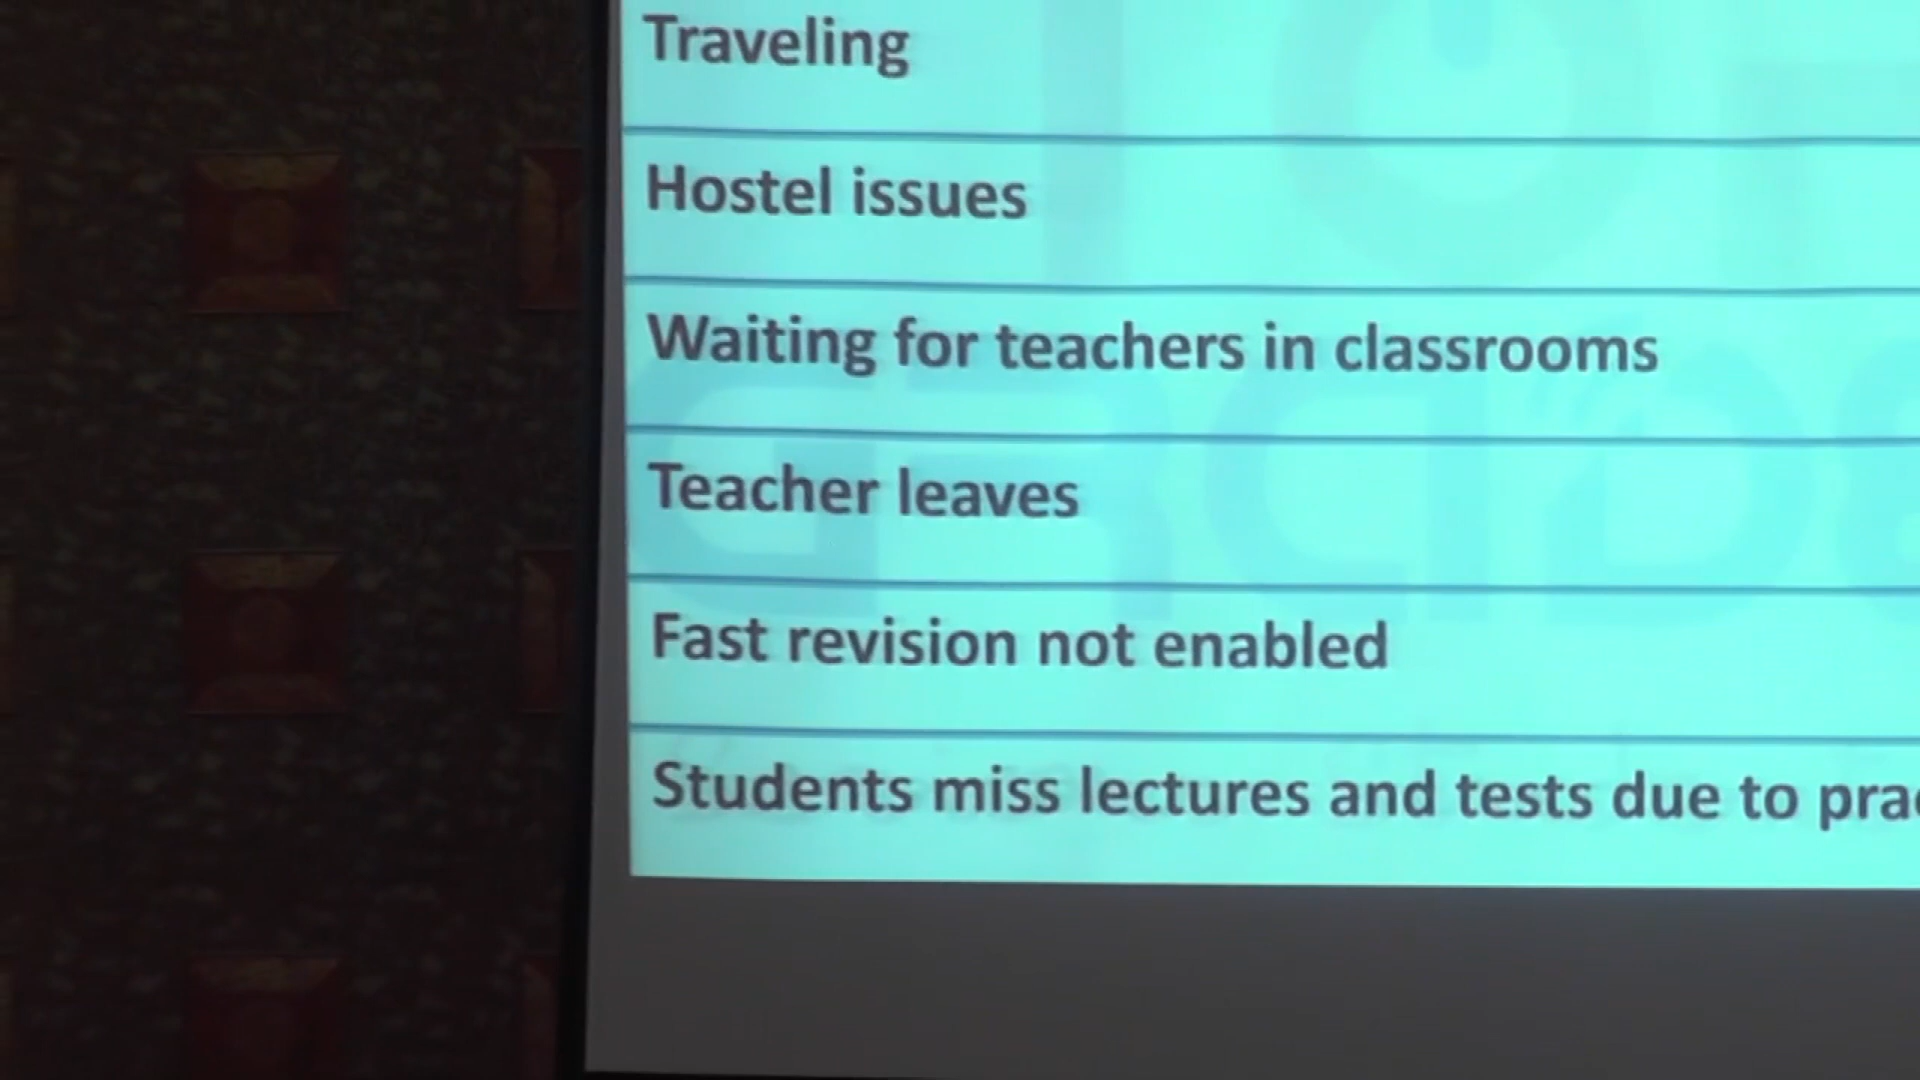 Traveling
Hostel issues
Waiting for teachers in classrooms
Teacher leaves
Fast revision not enabled
Students miss lectures and tests due to